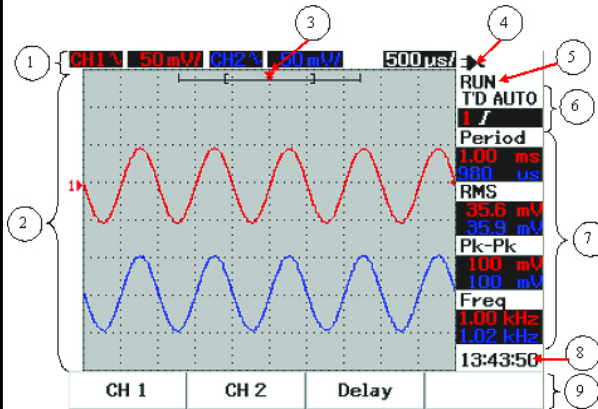 3
4
1
CH1 ∿ 50 mV/ CH2 ∿ 50 mV/ 500 µs/
5
RUN
T'D AUTO
6
1
Period
1.00 ms
980 us
1
RMS
35.6 mV
35.9 mV
2
7
Pk-Pk
100 mV
100 mV
Freq
1.00 kHz
1.02 kHz
13:43:50
8
CH 1 CH 2 Delay
9